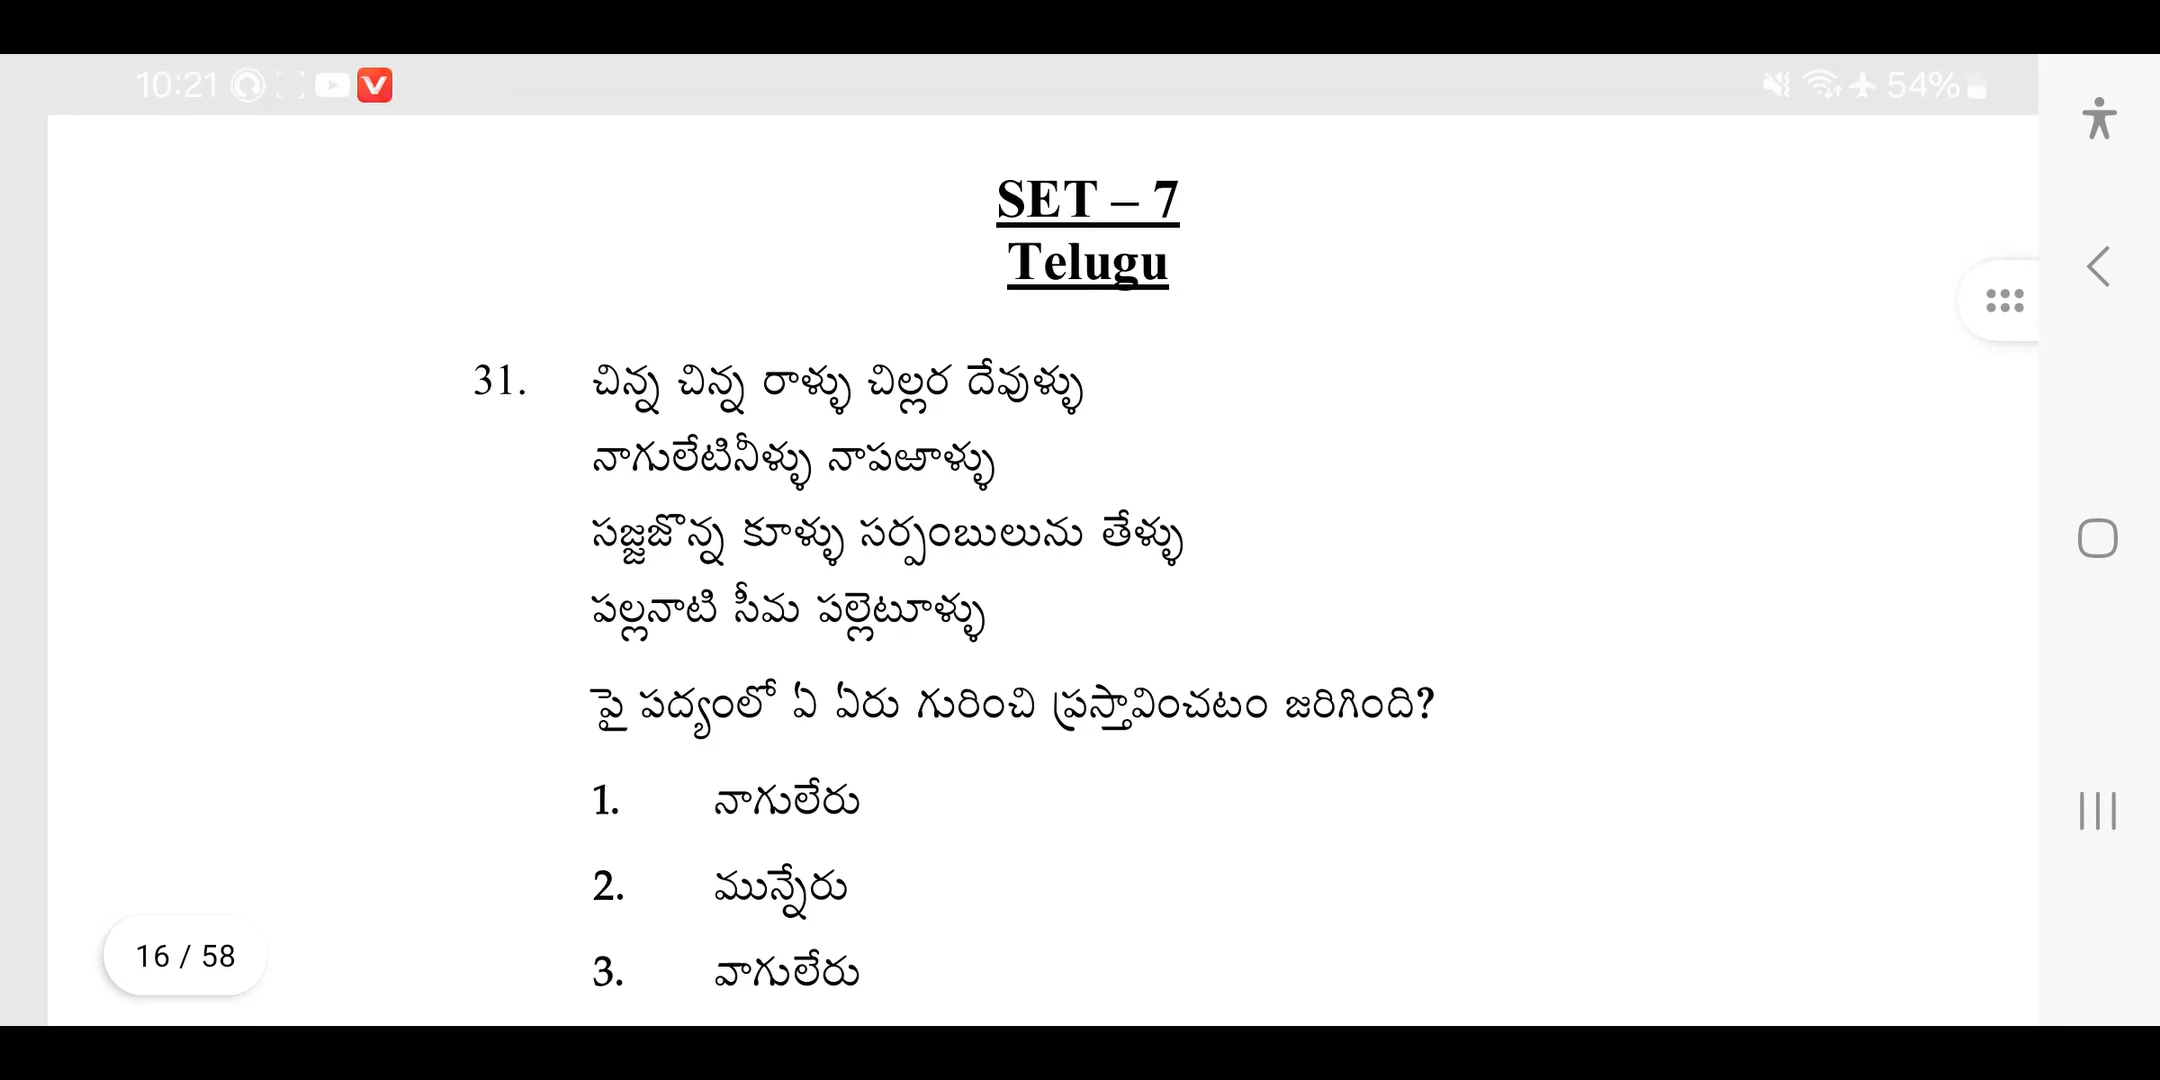 10:21
54%
SET – 7
Telugu
31. చిన్న చిన్న రాళ్ళు చిల్లర దేవుళ్ళు
నాగులేటినీళ్ళు నాపఱాళ్ళు
సజ్జజొన్న కూళ్ళు సర్పంబులును తేళ్ళు
పల్లనాటి సీమ పల్లెటూళ్ళు
పై పద్యంలో ఏ ఏరు గురించి ప్రస్తావించటం జరిగింది?
1. నాగులేరు
2. మున్నేరు
3. వాగులేరు
16 / 58